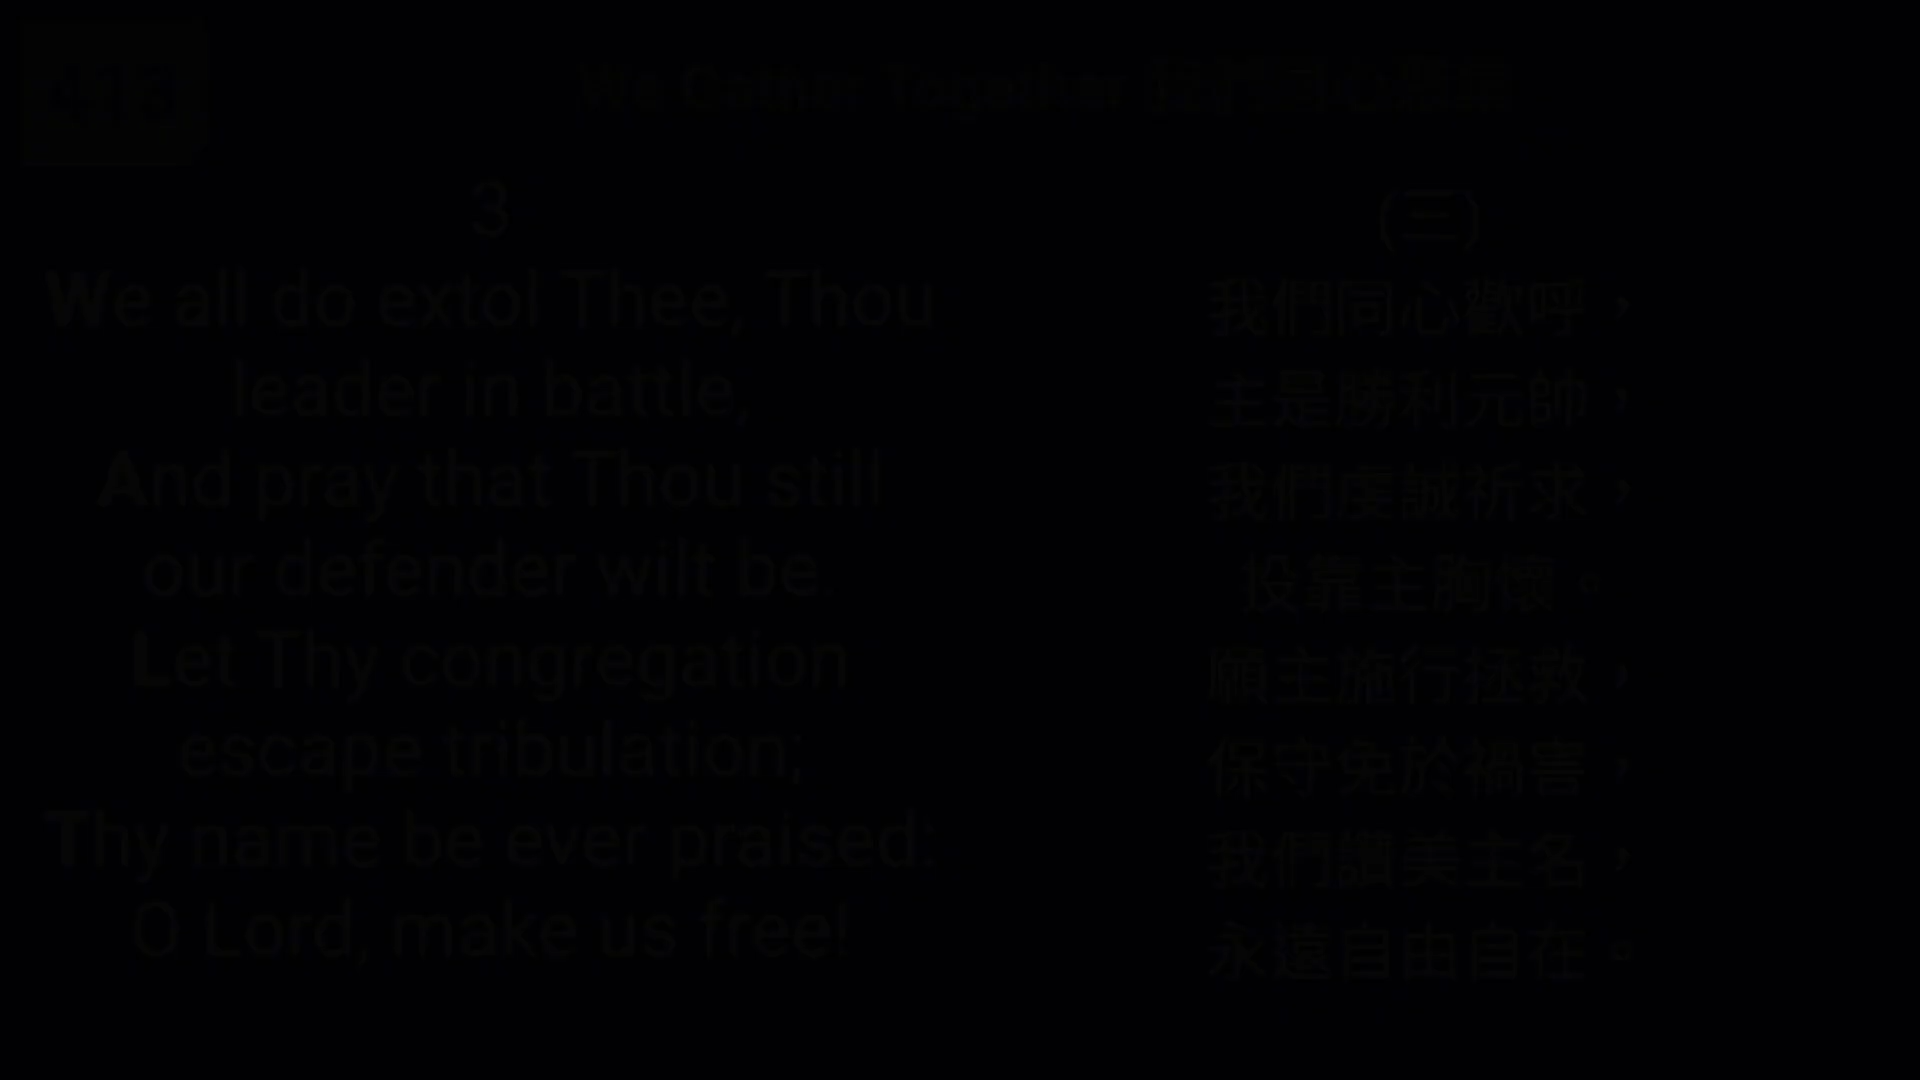 413
We Gather Together
3
We all do extol Thee, Thou
leader in battle,
And pray that Thou still
our defender wilt be.
Let Thy congregation
escape tribulation;
Thy name be ever praised:
O Lord, make us free!
(三)
我們同心歡呼，
主是勝利元帥，
我們虔誠祈求，
投靠主胸懷。
願主施行拯救，
保守免於禍害，
我們讚美主名，
永遠自由自在。